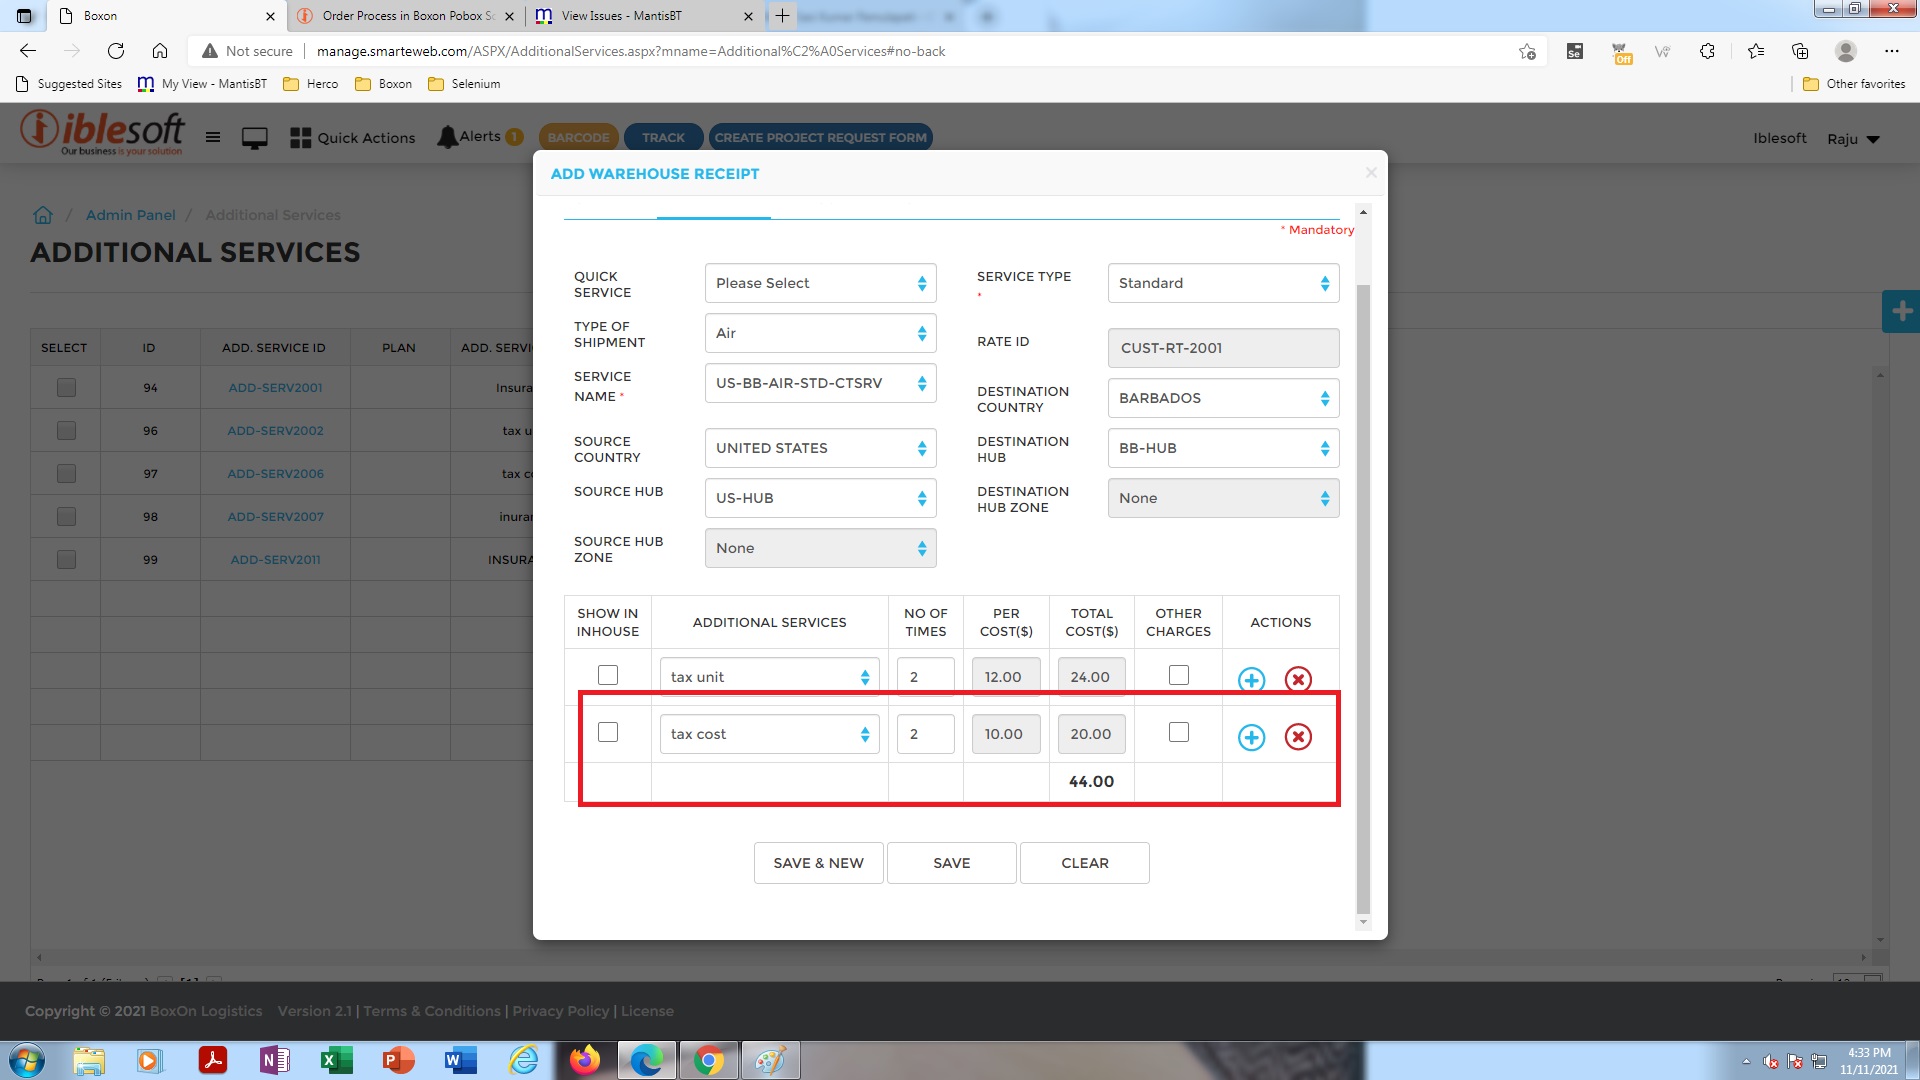 Boxon
Order Process in Boxon Pobox Sc
View Issues - MantisBT
Not secure
manage.smarteweb.com/ASPX/AdditionalServices.aspx?mname=Additional%C2%A0Services#no-back
Se
Off
Suggested Sites
My View - MantisBT
Herco
Boxon
Selenium
Other favorites
iblesoft
Our business is your solution
Quick Actions
Alerts 1
BARCODE
TRACK
CREATE PROJECT REQUEST FORM
Iblesoft
Raju
/ Admin Panel / Additional Services
ADDITIONAL SERVICES
SELECT ID ADD. SERVICE ID PLAN ADD. SERVI
94 ADD-SERV2001 Insura
96 ADD-SERV2002 tax u
97 ADD-SERV2006 tax c
98 ADD-SERV2007 inura
99 ADD-SERV2011 INSURA
ADD WAREHOUSE RECEIPT
* Mandatory
QUICK SERVICE Please Select
SERVICE TYPE * Standard
TYPE OF SHIPMENT Air
RATE ID CUST-RT-2001
SERVICE NAME * US-BB-AIR-STD-CTSRV
DESTINATION COUNTRY BARBADOS
SOURCE COUNTRY UNITED STATES
DESTINATION HUB BB-HUB
SOURCE HUB US-HUB
DESTINATION HUB ZONE None
SOURCE HUB ZONE None
SHOW IN INHOUSE ADDITIONAL SERVICES NO OF TIMES PER COST($) TOTAL COST($) OTHER CHARGES ACTIONS
tax unit 2 12.00 24.00
tax cost 2 10.00 20.00
44.00
SAVE & NEW
SAVE
CLEAR
Copyright © 2021 BoxOn Logistics Version 2.1 | Terms & Conditions | Privacy Policy | License
4:33 PM
11/11/2021